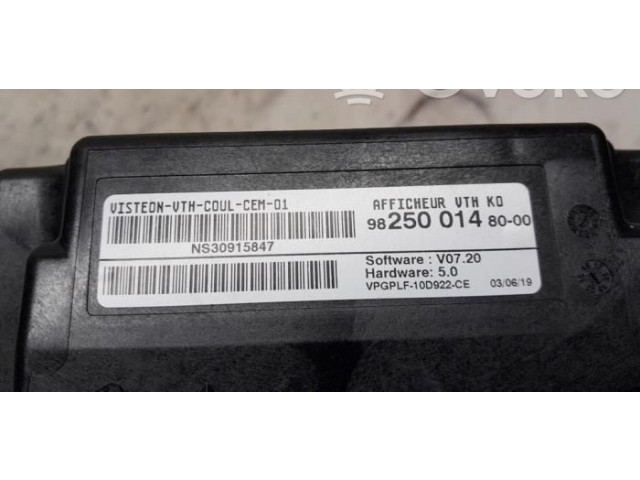 VISTEON-VTH-COUL-CEM-01
NS30915847
AFFICHEUR VTH KO
98 250 014 80-00
Software : V07.20
Hardware: 5.0
VPGPLF-10D922-CE 03/06/19